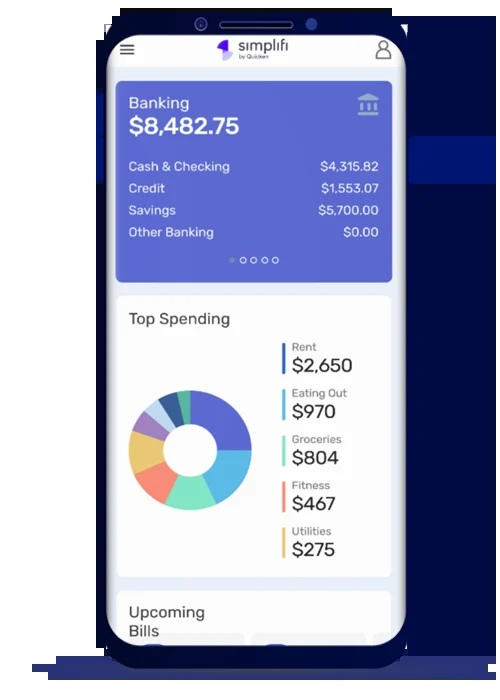 simplifi
by Quicken
Banking
$8,482.75
Cash & Checking $4,315.82
Credit $1,553.07
Savings $5,700.00
Other Banking $0.00
Top Spending
Rent
$2,650
Eating Out
$970
Groceries
$804
Fitness
$467
Utilities
$275
Upcoming
Bills